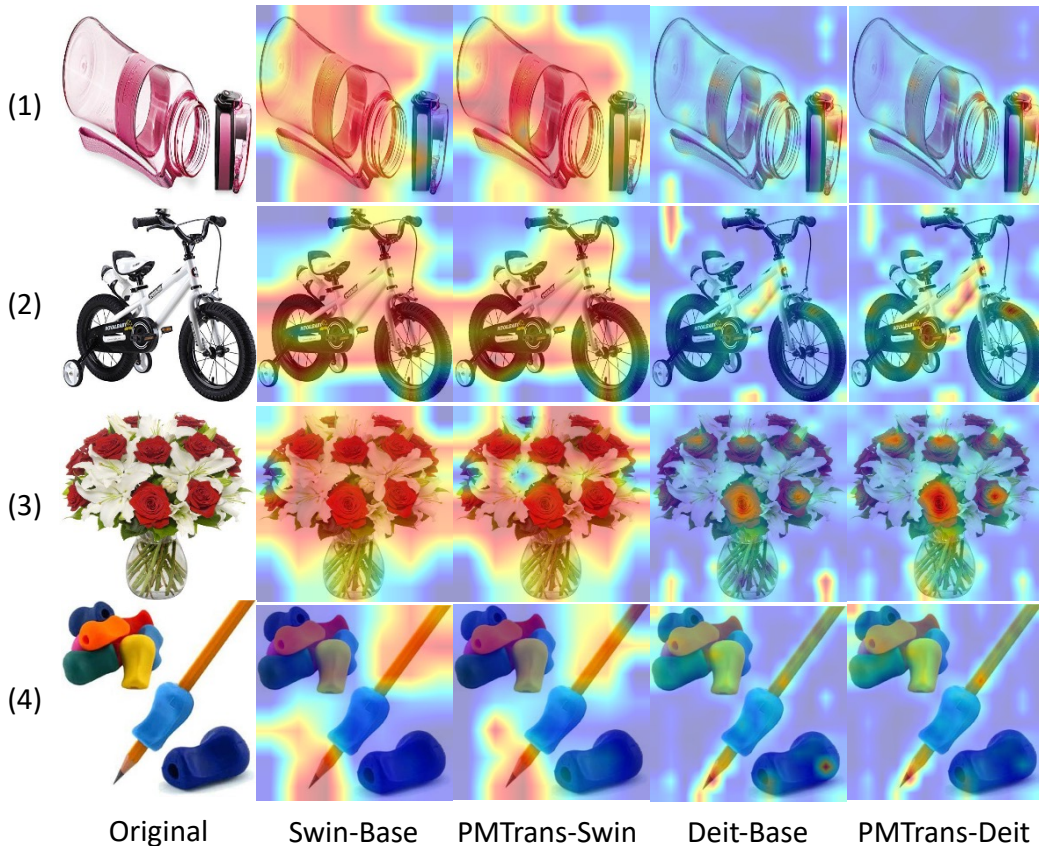 (1)
(2)
(3)
(4)
Original Swin-Base PMTrans-Swin Deit-Base PMTrans-Deit